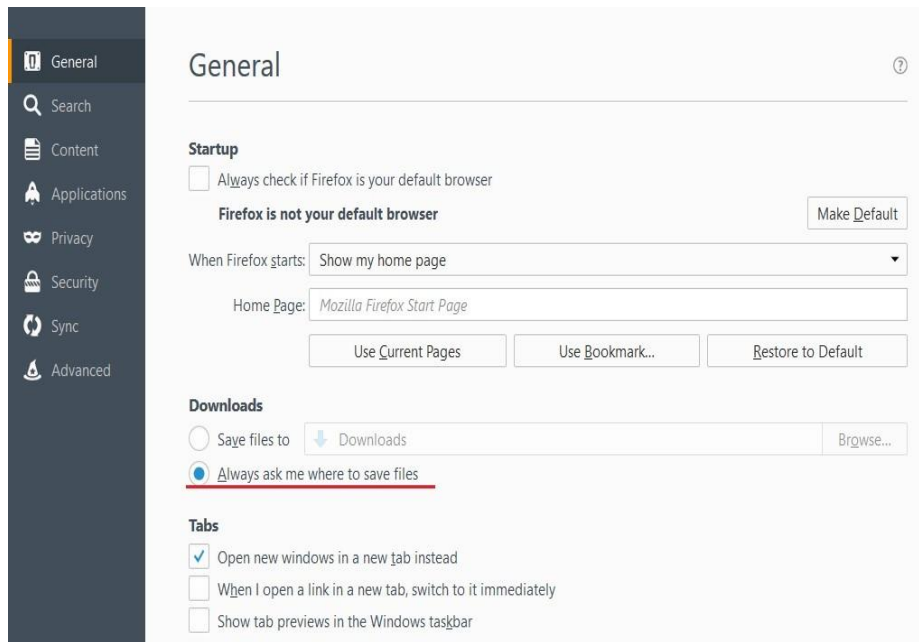 General
Search
Content
Applications
Privacy
Security
Sync
Advanced
General
?
Startup
Always check if Firefox is your default browser
Firefox is not your default browser
Make Default
When Firefox starts: Show my home page
Home Page: Mozilla Firefox Start Page
Use Current Pages Use Bookmark... Restore to Default
Downloads
Save files to Downloads Browse...
Always ask me where to save files
Tabs
Open new windows in a new tab instead
When I open a link in a new tab, switch to it immediately
Show tab previews in the Windows taskbar